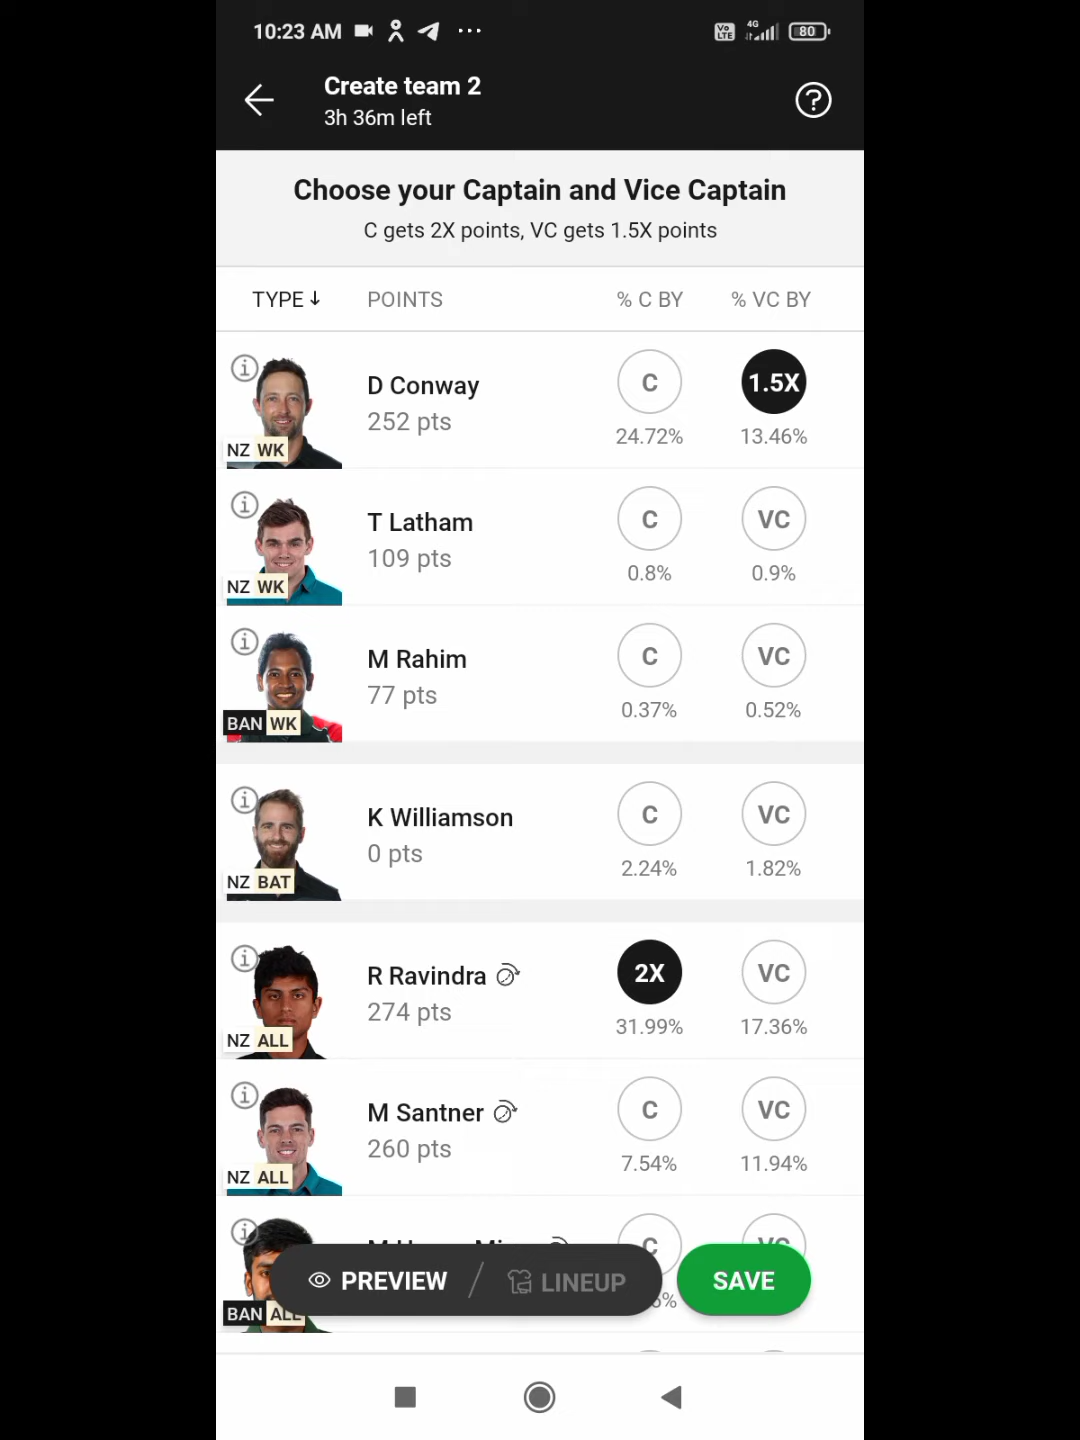 10:23 AM ... Vo LTE 4G 80
Create team 2
3h 36m left
?
Choose your Captain and Vice Captain
C gets 2X points, VC gets 1.5X points
TYPE ↓ POINTS % C BY % VC BY
i
D Conway C 1.5X
252 pts 24.72% 13.46%
NZ WK
i
T Latham C VC
109 pts 0.8% 0.9%
NZ WK
i
M Rahim C VC
77 pts 0.37% 0.52%
BAN WK
i
K Williamson C VC
0 pts 2.24% 1.82%
NZ BAT
i
R Ravindra 2X VC
274 pts 31.99% 17.36%
NZ ALL
i
M Santner C VC
260 pts 7.54% 11.94%
NZ ALL
i
C VC
PREVIEW / LINEUP SAVE
BAN ALL